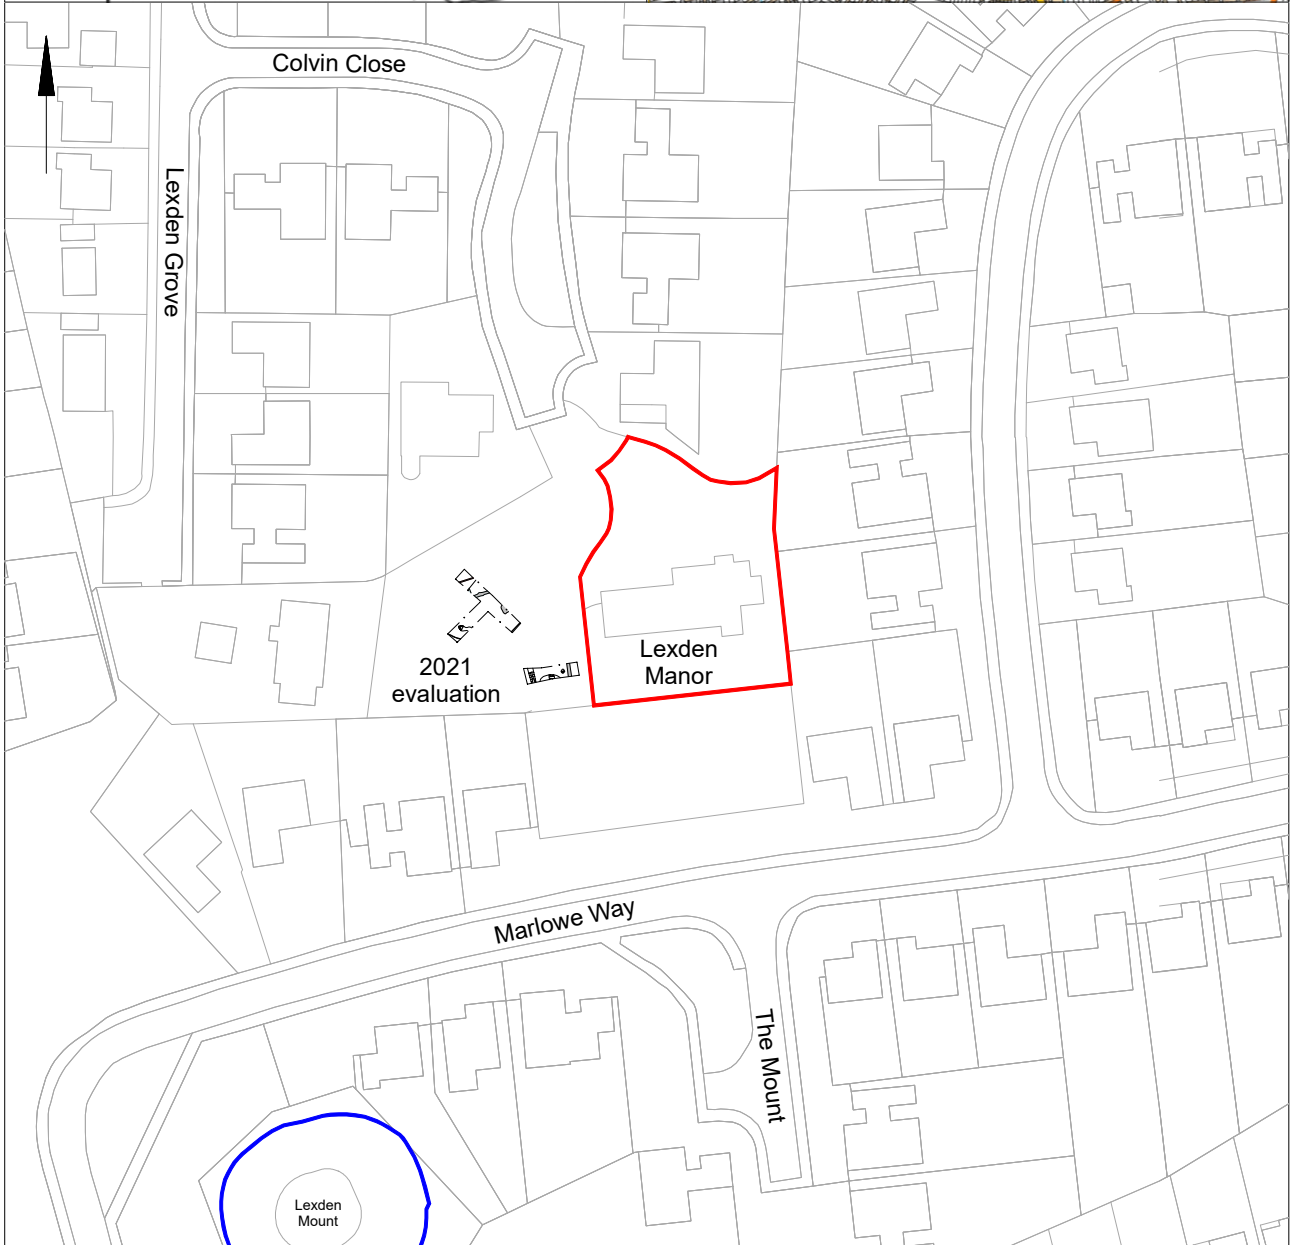 Colvin Close
Lexden Grove
2021
evaluation
Lexden
Manor
Marlowe Way
The Mount
Lexden
Mount